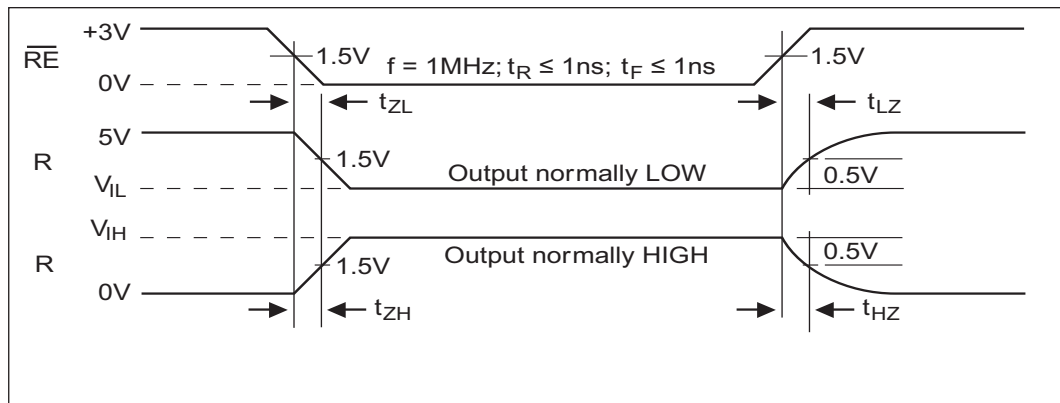 +3V
R̅E̅
1.5V
f = 1MHz; tR ≤ 1ns; tF ≤ 1ns
1.5V
0V
tZL
tLZ
5V
R
1.5V
Output normally LOW
0.5V
VIL
VIH
R
1.5V
Output normally HIGH
0.5V
0V
tZH
tHZ